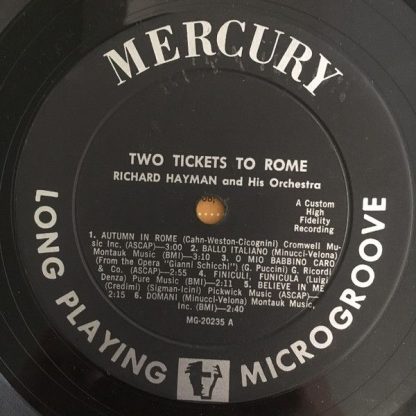 MERCURY
TWO TICKETS TO ROME
RICHARD HAYMAN and His Orchestra
A Custom
High
Fidelity
Recording
1. AUTUMN IN ROME (Cahn-Weston-Cicognini) Cromwell Mu-
sic Inc. (ASCAP)—3:00 2. BALLO ITALIANO (Minucci-Velona)
Montauk Music (BMI)—3:10 3. O MIO BABBINO CARO
(From the Opera "Gianni Schicchi") (G. Puccini) G. Ricordi
& Co. (ASCAP)—2:55 4. FINICULI, FUNICULA (Luigi
Denza) Pure Music (BMI)—2:11 5. BELIEVE IN ME
(Credimi) (Sigman-Icini) Pickwick Music (ASCAP)—
2:15 6. DOMANI (Minucci-Velona) Montauk Music,
Inc. (BMI)—2:40
MG-20235 A
LONG PLAYING
MICROGROOVE